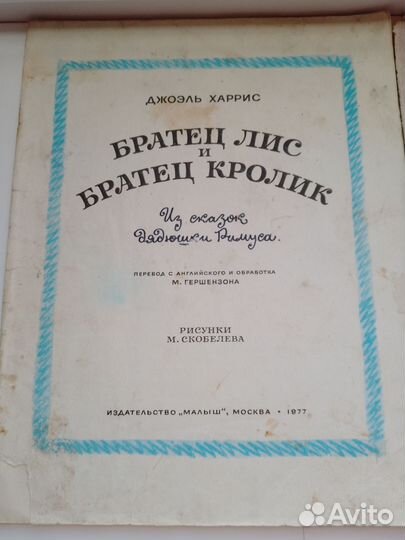 ДЖОЭЛЬ ХАРРИС
БРАТЕЦ ЛИС
И
БРАТЕЦ КРОЛИК
Из сказок
дядюшки Римуса.
ПЕРЕВОД С АНГЛИЙСКОГО И ОБРАБОТКА
М. ГЕРШЕНЗОНА
РИСУНКИ
М. СКОБЕЛЕВА
ИЗДАТЕЛЬСТВО „МАЛЫШ", МОСКВА • 1977
Avito